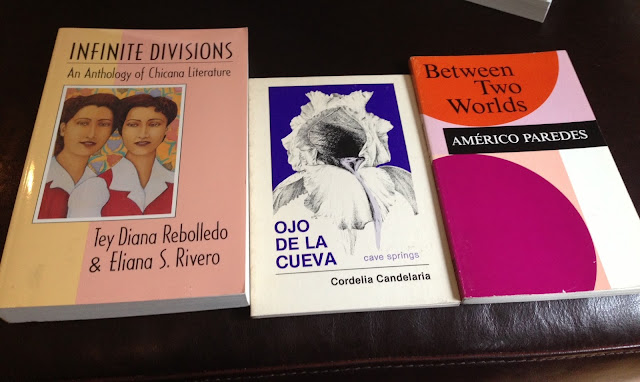 INFINITE DIVISIONS
An Anthology of Chicana Literature
Tey Diana Rebolledo
& Eliana S. Rivero
OJO
DE LA
CUEVA
cave springs
Cordelia Candelaria
Between
Two
Worlds
AMÉRICO PAREDES